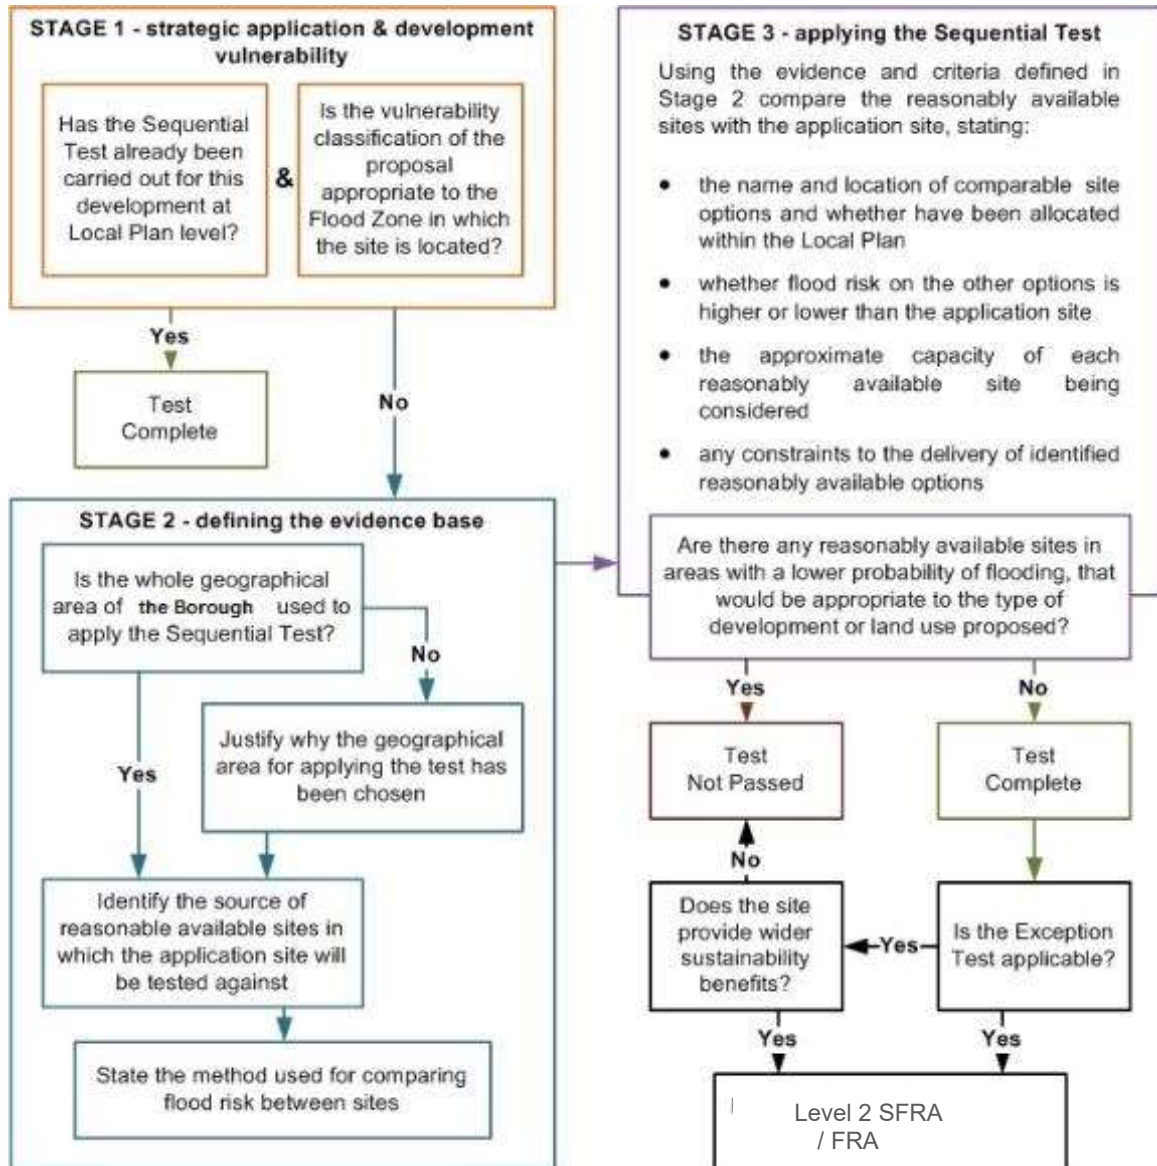 STAGE 1 - strategic application & development
vulnerability
Has the Sequential
Test already been
carried out for this
development at
Local Plan level?
&
Is the vulnerability
classification of the
proposal
appropriate to the
Flood Zone in which
the site is located?
Yes
Test
Complete
No
STAGE 2 - defining the evidence base
Is the whole geographical
area of the Borough used to
apply the Sequential Test?
No
Yes
Justify why the geographical
area for applying the test has
been chosen
Identify the source of
reasonable available sites in
which the application site will
be tested against
State the method used for comparing
flood risk between sites
STAGE 3 - applying the Sequential Test
Using the evidence and criteria defined in
Stage 2 compare the reasonably available
sites with the application site, stating:
• the name and location of comparable site
options and whether have been allocated
within the Local Plan
• whether flood risk on the other options is
higher or lower than the application site
• the approximate capacity of each
reasonably available site being
considered
• any constraints to the delivery of identified
reasonably available options
Are there any reasonably available sites in
areas with a lower probability of flooding, that
would be appropriate to the type of
development or land use proposed?
Yes
No
Test
Not Passed
Test
Complete
No
Does the site
provide wider
sustainability
benefits?
Yes
Is the Exception
Test applicable?
Yes
Yes
Level 2 SFRA
/ FRA